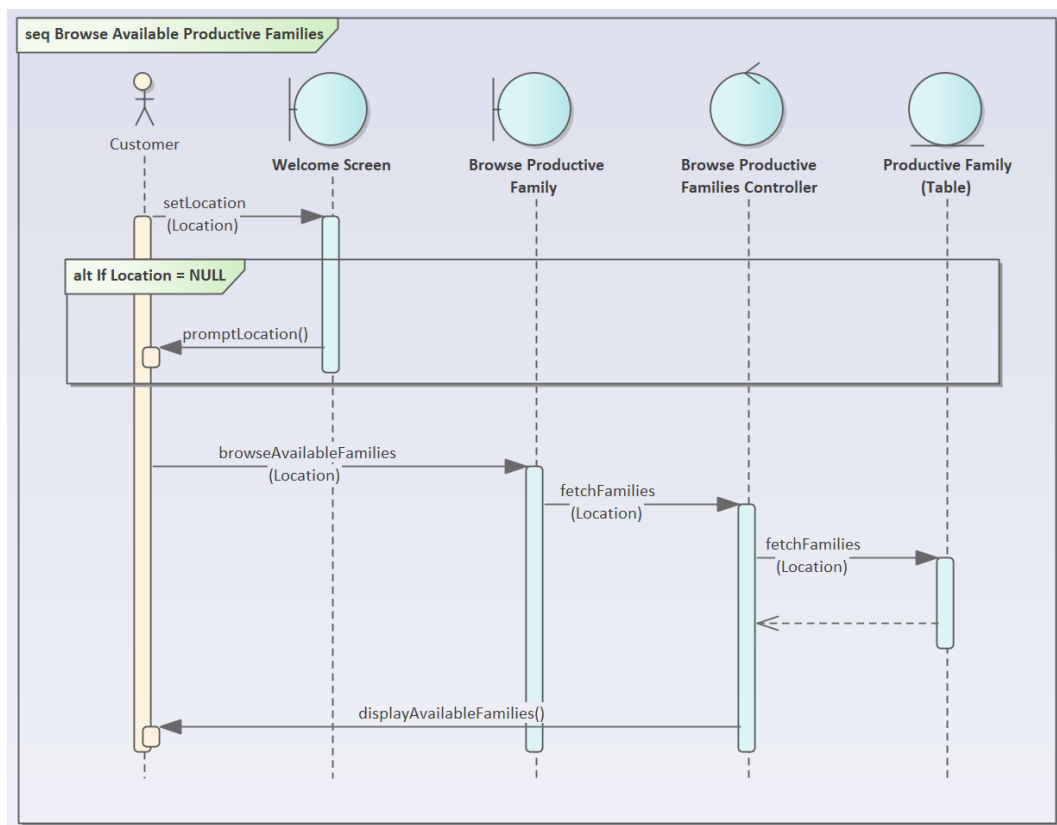 seq Browse Available Productive Families
Customer
Welcome Screen
Browse Productive
Family
Browse Productive
Families Controller
Productive Family
(Table)
setLocation
(Location)
alt If Location = NULL
promptLocation()
browseAvailableFamilies
(Location)
fetchFamilies
(Location)
fetchFamilies
(Location)
displayAvailableFamilies()